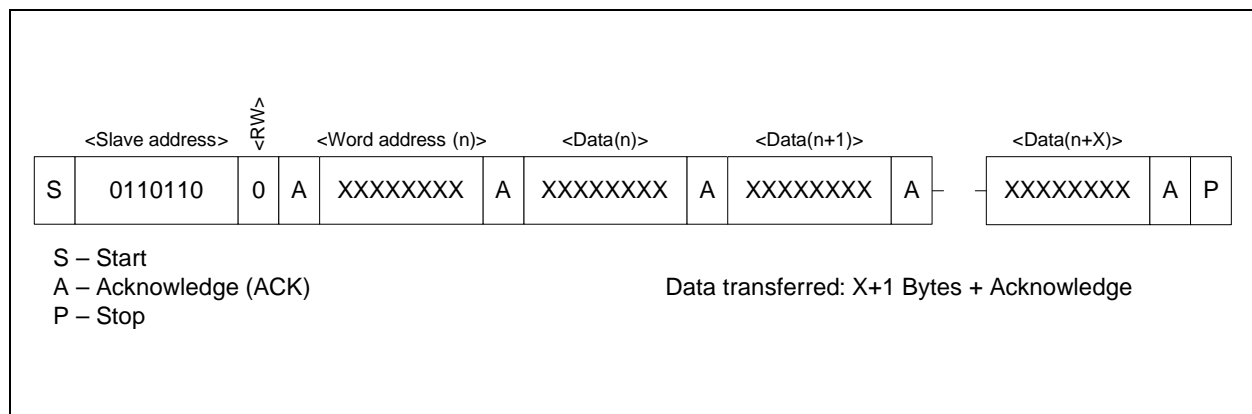 <RW>
<Slave address> <Word address (n)> <Data(n)> <Data(n+1)> <Data(n+X)>
S 0110110 0 A XXXXXXXX A XXXXXXXX A XXXXXXXX A XXXXXXXX A P
S – Start
A – Acknowledge (ACK) Data transferred: X+1 Bytes + Acknowledge
P – Stop